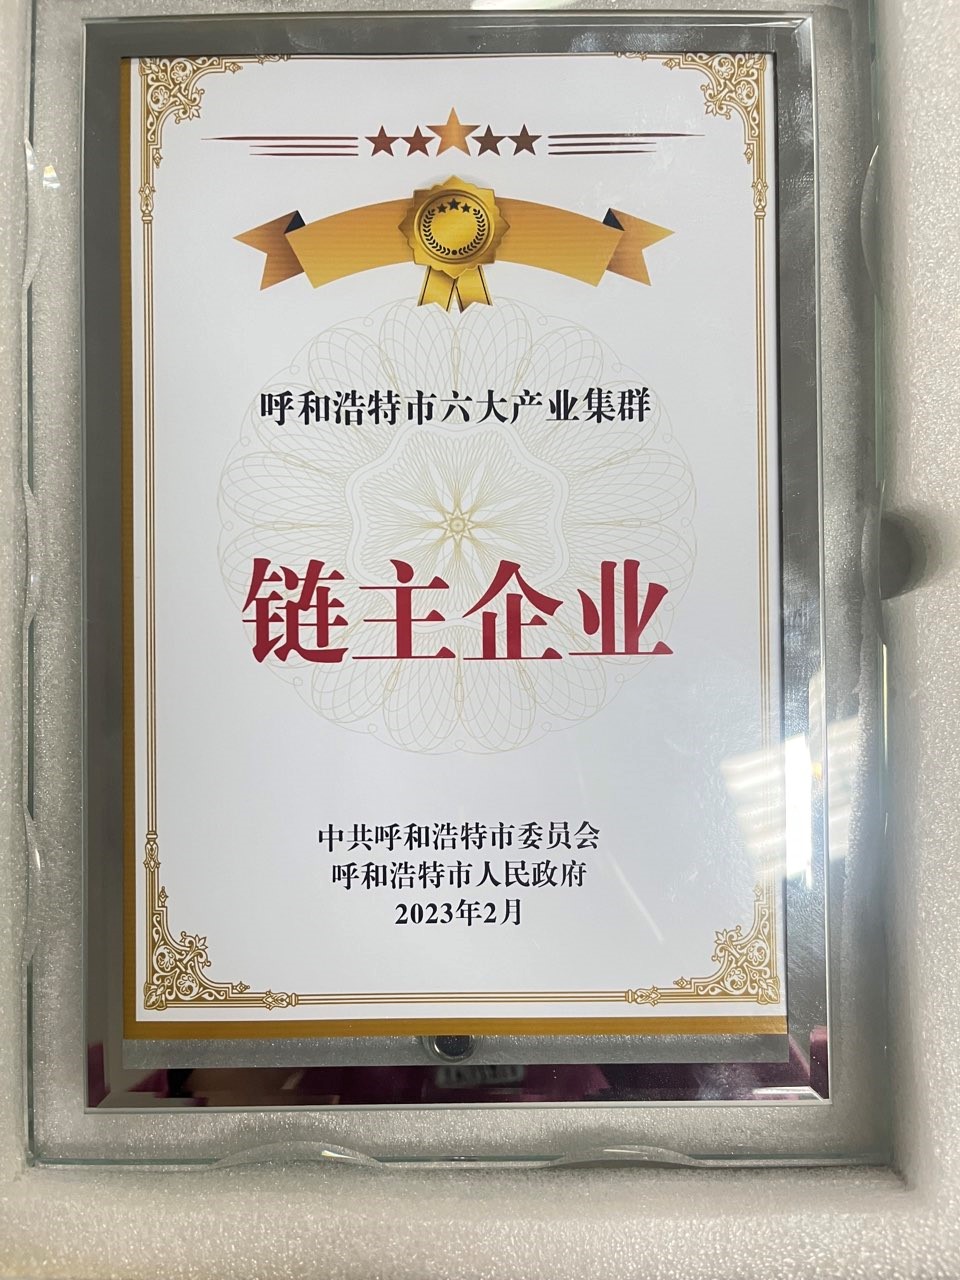 呼和浩特市六大产业集群
链主企业
中共呼和浩特市委员会
呼和浩特市人民政府
2023年2月